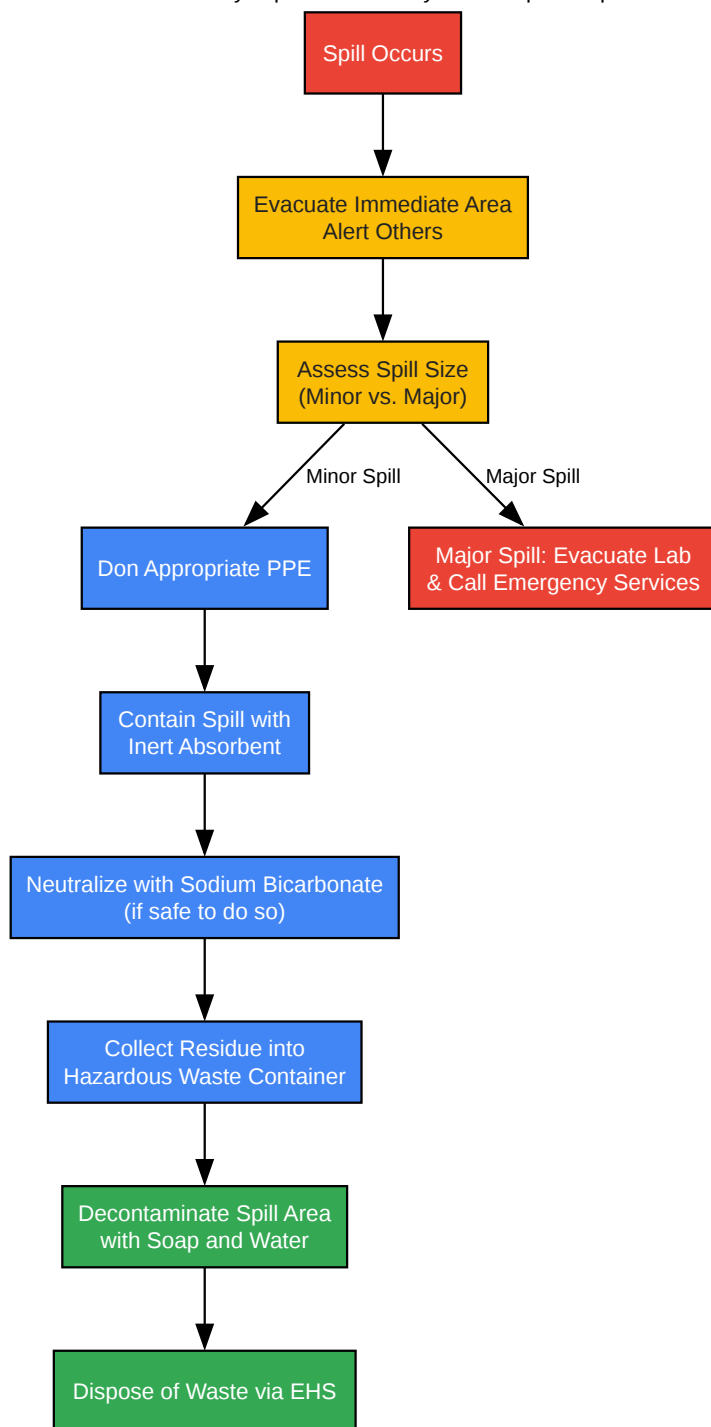 Spill Occurs
Evacuate Immediate Area
Alert Others
Assess Spill Size
(Minor vs. Major)
Minor Spill
Major Spill
Don Appropriate PPE
Major Spill: Evacuate Lab
& Call Emergency Services
Contain Spill with
Inert Absorbent
Neutralize with Sodium Bicarbonate
(if safe to do so)
Collect Residue into
Hazardous Waste Container
Decontaminate Spill Area
with Soap and Water
Dispose of Waste via EHS